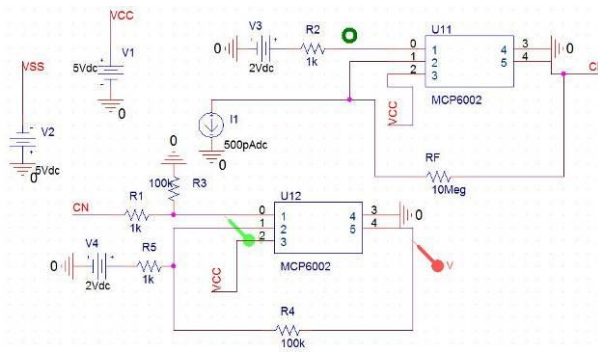 VCC
VSS
V1
5Vdc
0
V2
0
5Vdc
V3
0
2Vdc
R2
1k
U11
0 1 4 3 0
1 2 5 4
2 3
MCP6002
VCC
I1
500pAdc
0
RF
10Meg
0
100k R3
CN
R1
1k
U12
0 1 4 3 0
1 2 5 4
2 3
MCP6002
VCC
V4
0
2Vdc
R5
1k
V
R4
100k